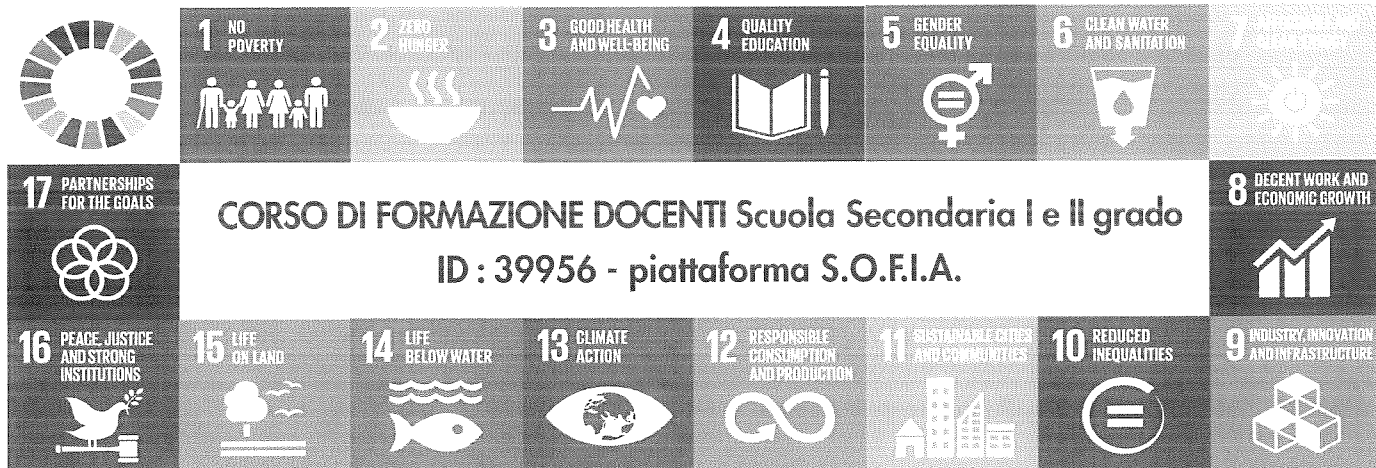 1 NO
POVERTY
2 ZERO
HUNGER
3 GOOD HEALTH
AND WELL-BEING
4 QUALITY
EDUCATION
5 GENDER
EQUALITY
6 CLEAN WATER
AND SANITATION
7
17 PARTNERSHIPS
FOR THE GOALS
CORSO DI FORMAZIONE DOCENTI Scuola Secondaria I e II grado
ID : 39956 - piattaforma S.O.F.I.A.
8 DECENT WORK AND
ECONOMIC GROWTH
16 PEACE, JUSTICE
AND STRONG
INSTITUTIONS
15 LIFE
ON LAND
14 LIFE
BELOW WATER
13 CLIMATE
ACTION
12 RESPONSIBLE
CONSUMPTION
AND PRODUCTION
11 SUSTAINABLE CITIES
AND COMMUNITIES
10 REDUCED
INEQUALITIES
9 INDUSTRY, INNOVATION
AND INFRASTRUCTURE